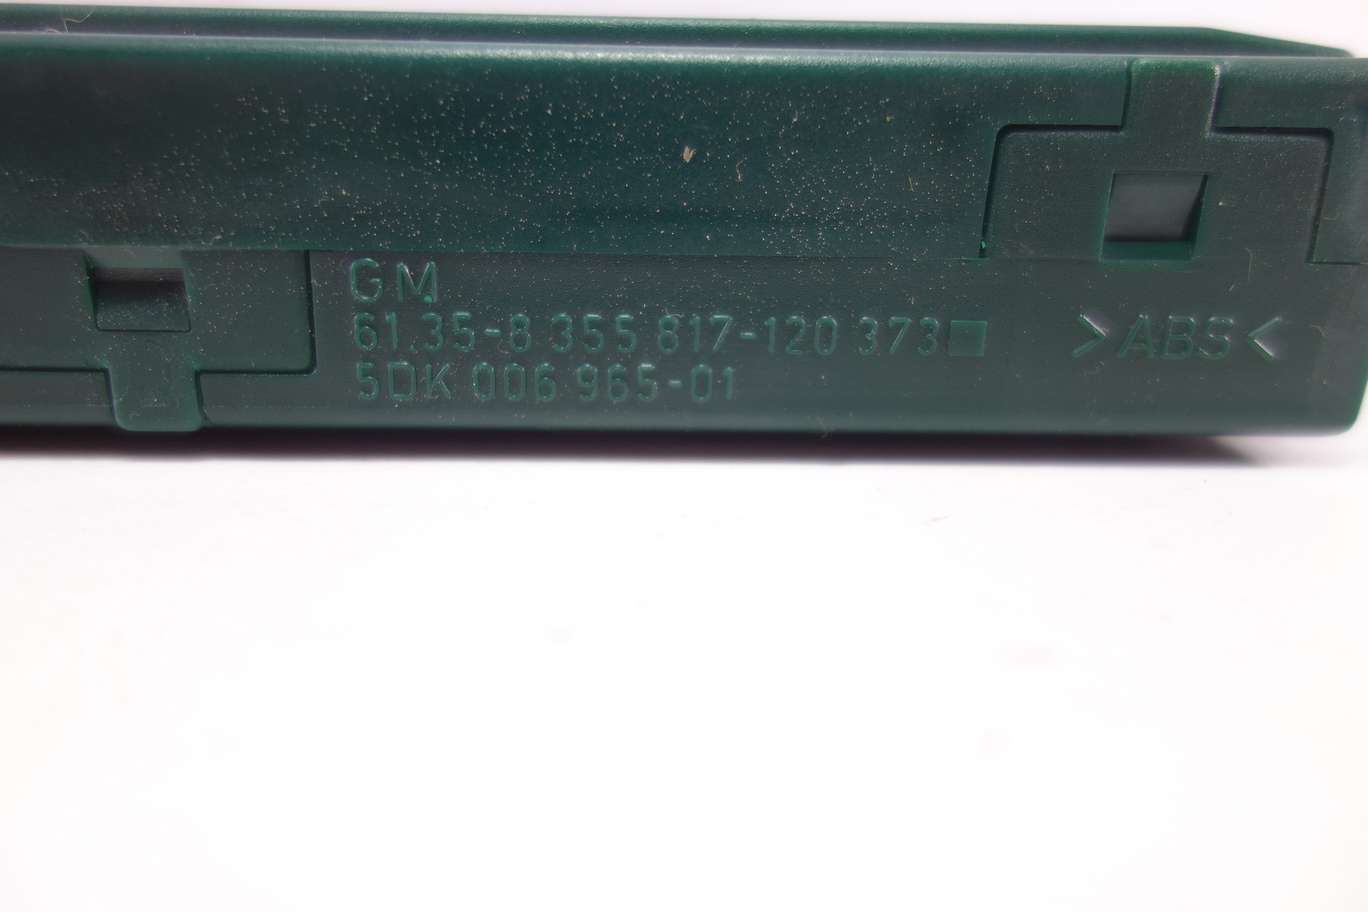 GM
61.35-8 355 817-120 373
5DK 006 965-01
>ABS<